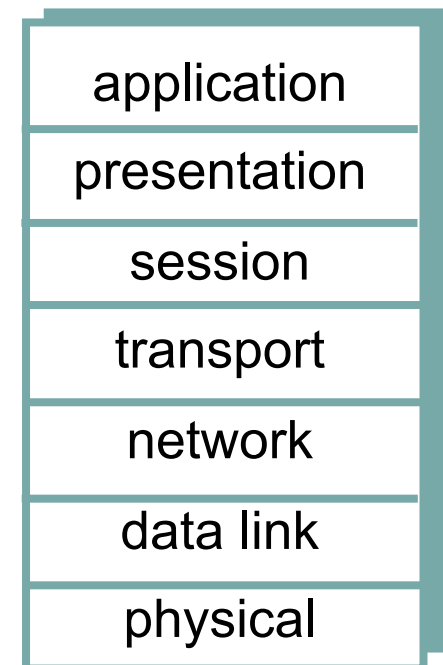 application
presentation
session
transport
network
data link
physical